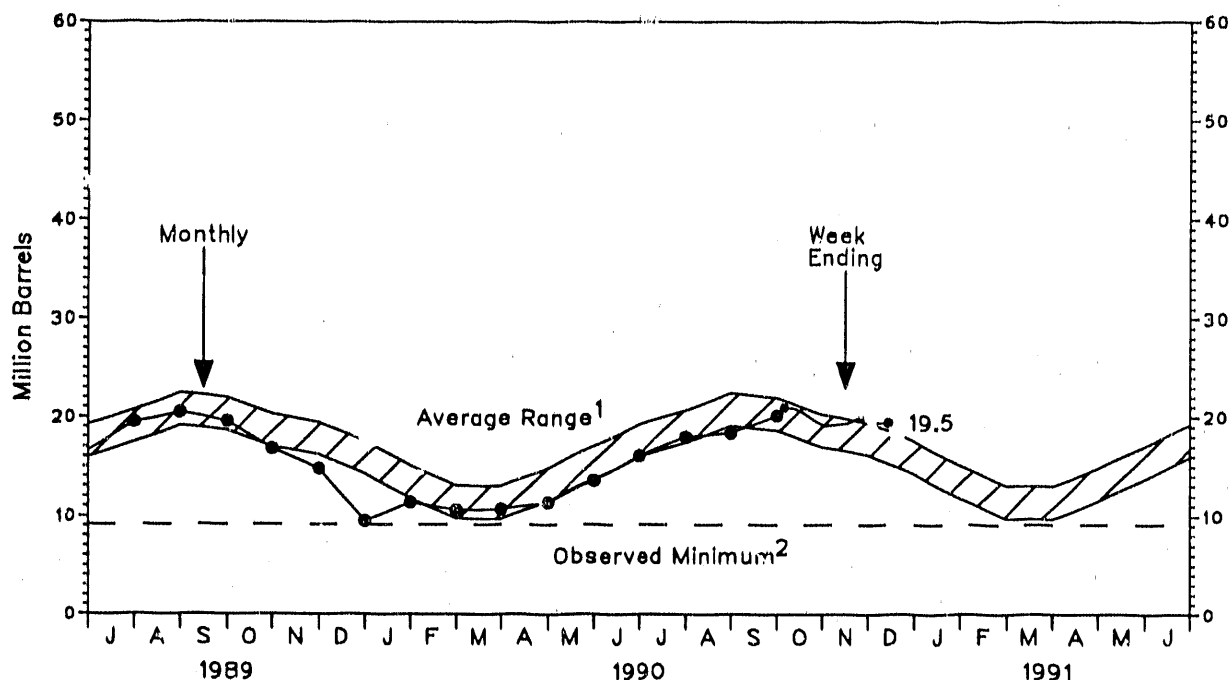 60
60
50
50
Million Barrels
40
40
Monthly
Week
Ending
30
30
20
20
Average Range1
19.5
10
10
Observed Minimum2
0
0
J A S O N D J F M A M J J A S O N D J F M A M J
1989 1990 1991